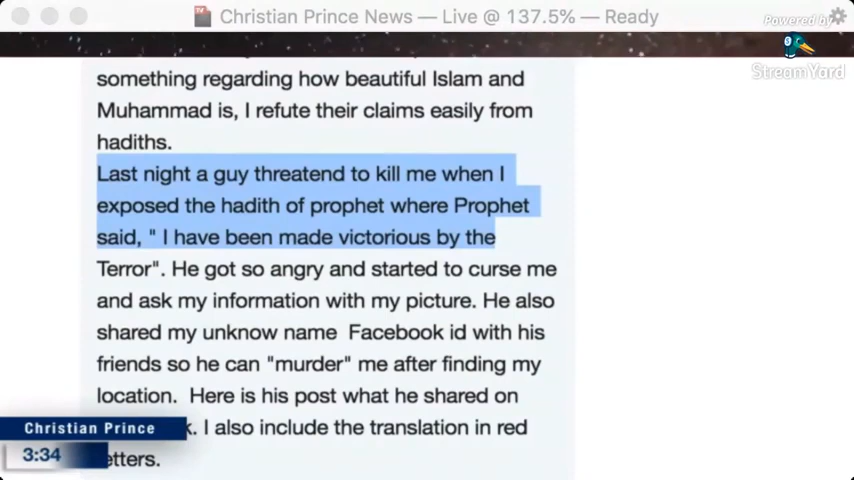 Christian Prince News — Live @ 137.5% — Ready
Powered by
StreamYard
something regarding how beautiful Islam and
Muhammad is, I refute their claims easily from
hadiths.
Last night a guy threatend to kill me when I
exposed the hadith of prophet where Prophet
said, " I have been made victorious by the
Terror". He got so angry and started to curse me
and ask my information with my picture. He also
shared my unknow name Facebook id with his
friends so he can "murder" me after finding my
location. Here is his post what he shared on
k. I also include the translation in red
etters.
Christian Prince
3:34